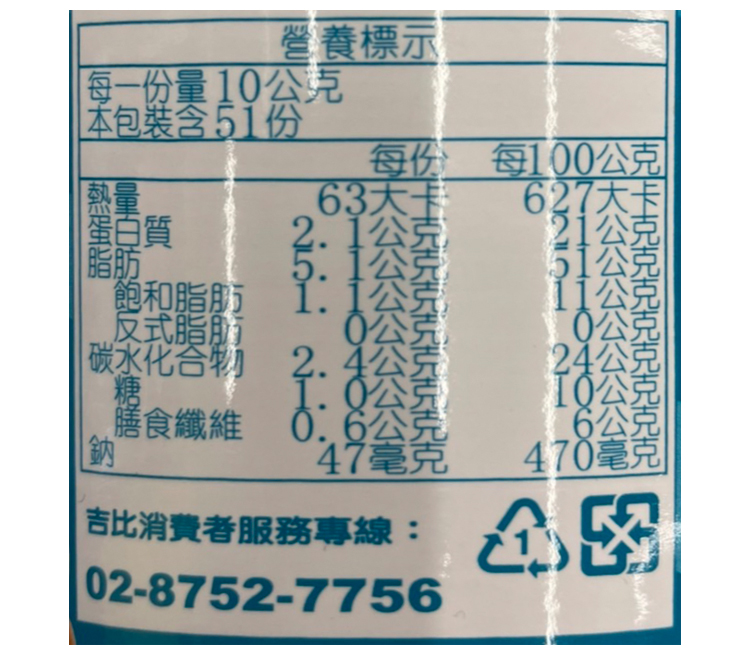 營養標示
每一份量10公克
本包裝含51份
每份 每100公克
熱量 63大卡 627大卡
蛋白質 2.1公克 21公克
脂肪 5.1公克 51公克
飽和脂肪 1.1公克 11公克
反式脂肪 0公克 0公克
碳水化合物 2.4公克 24公克
糖 1.0公克 10公克
膳食纖維 0.6公克 6公克
鈉 47毫克 470毫克
吉比消費者服務專線：
1
02-8752-7756